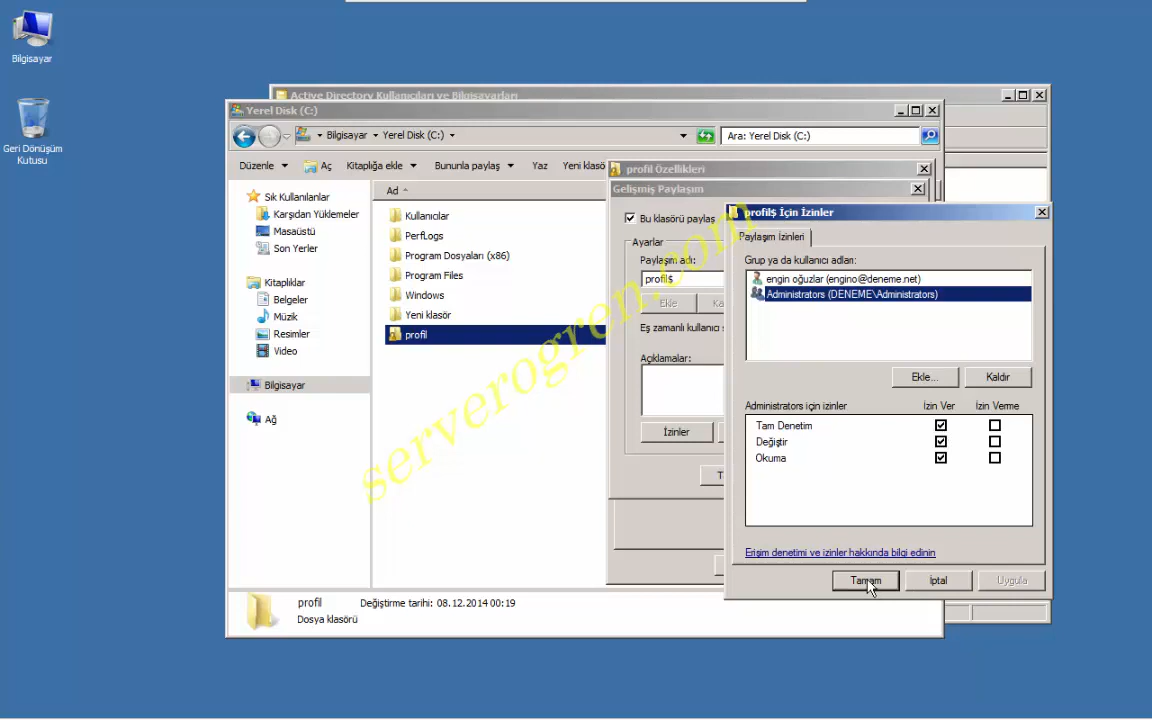 Bilgisayar
Geri Dönüşüm
Kutusu
Active Directory Kullanıcıları ve Bilgisayarları
Yerel Disk (C:)
Bilgisayar
Yerel Disk (C:)
Ara: Yerel Disk (C:)
Düzenle
Aç
Kitaplığa ekle
Bununla paylaş
Yaz
Yeni klasö
Sık Kullanılanlar
Karşıdan Yüklemeler
Masaüstü
Son Yerler
Kitaplıklar
Belgeler
Müzik
Resimler
Video
Bilgisayar
Ağ
Ad
Kullanıcılar
PerfLogs
Program Dosyaları (x86)
Program Files
Windows
Yeni klasör
profil
profil
Değiştirme tarihi: 08.12.2014 00:19
Dosya klasörü
profil Özellikleri
Gelişmiş Paylaşım
Bu klasörü paylaş
Ayarlar
Paylaşım adı:
profil$
Ekle
Ka
Eş zamanlı kullanıcı s
Açıklamalar:
İzinler
T
profil$ İçin İzinler
Paylaşım İzinleri
Grup ya da kullanıcı adları:
engin oğuzlar (engino@deneme.net)
Administrators (DENEME\Administrators)
Ekle...
Kaldır
Administrators için izinler
İzin Ver
İzin Verme
Tam Denetim
Değiştir
Okuma
Erişim denetimi ve izinler hakkında bilgi edinin
Tamam
İptal
Uygula
serverogren.com